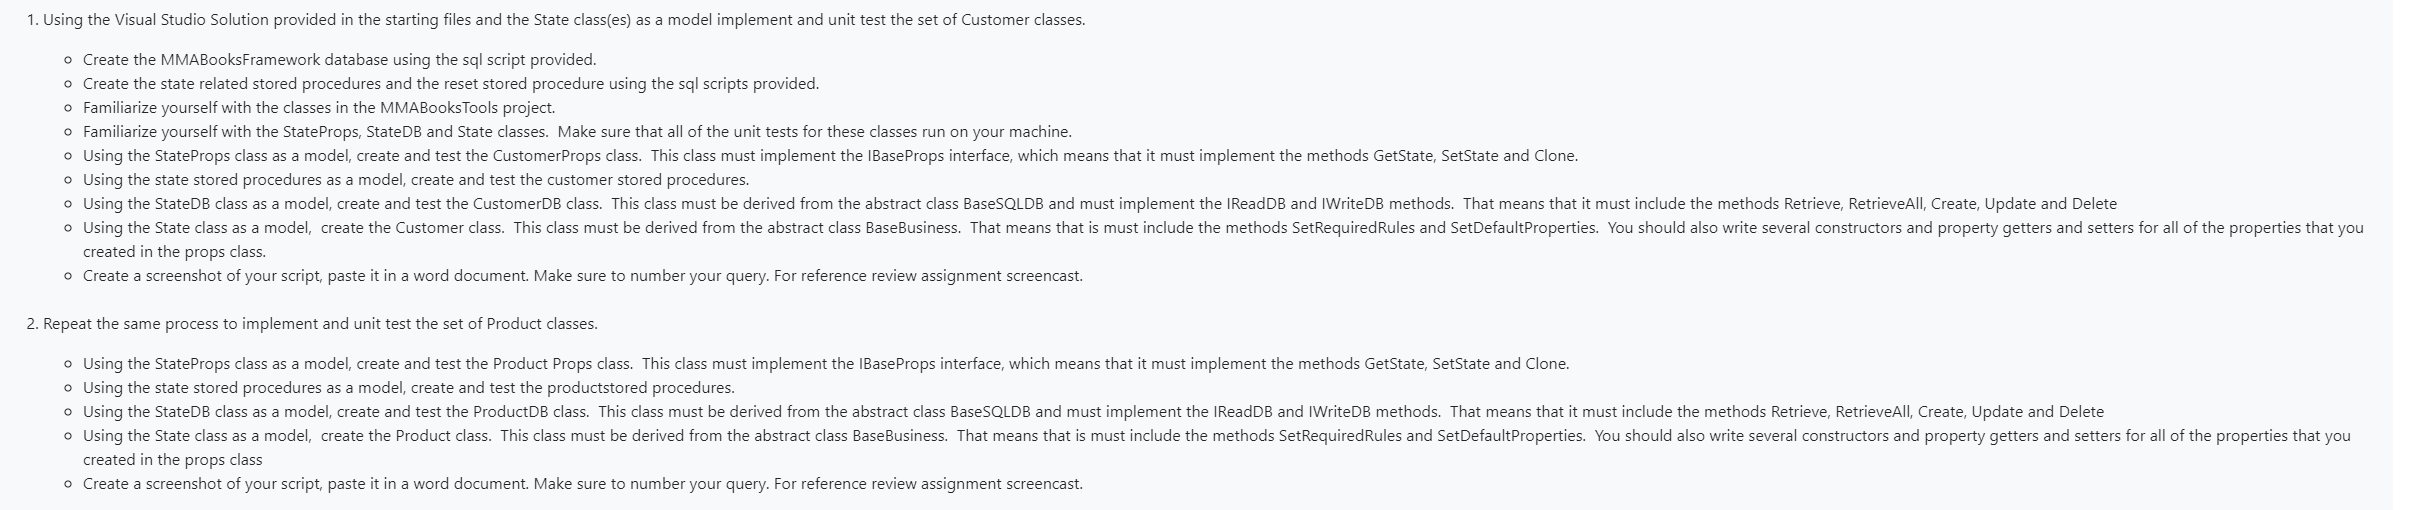 1. Using the Visual Studio Solution provided in the starting files and the State class(es) as a model implement and unit test the set of Customer classes.
○ Create the MMABooksFramework database using the sql script provided.
○ Create the state related stored procedures and the reset stored procedure using the sql scripts provided.
○ Familiarize yourself with the classes in the MMABooksTools project.
○ Familiarize yourself with the StateProps, StateDB and State classes.  Make sure that all of the unit tests for these classes run on your machine.
○ Using the StateProps class as a model, create and test the CustomerProps class.  This class must implement the IBaseProps interface, which means that it must implement the methods GetState, SetState and Clone.
○ Using the state stored procedures as a model, create and test the customer stored procedures.
○ Using the StateDB class as a model, create and test the CustomerDB class.  This class must be derived from the abstract class BaseSQLDB and must implement the IReadDB and IWriteDB methods.  That means that it must include the methods Retrieve, RetrieveAll, Create, Update and Delete
○ Using the State class as a model,  create the Customer class.  This class must be derived from the abstract class BaseBusiness.  That means that is must include the methods SetRequiredRules and SetDefaultProperties.  You should also write several constructors and property getters and setters for all of the properties that you
created in the props class.
○ Create a screenshot of your script, paste it in a word document. Make sure to number your query. For reference review assignment screencast.
2. Repeat the same process to implement and unit test the set of Product classes.
○ Using the StateProps class as a model, create and test the Product Props class.  This class must implement the IBaseProps interface, which means that it must implement the methods GetState, SetState and Clone.
○ Using the state stored procedures as a model, create and test the productstored procedures.
○ Using the StateDB class as a model, create and test the ProductDB class.  This class must be derived from the abstract class BaseSQLDB and must implement the IReadDB and IWriteDB methods.  That means that it must include the methods Retrieve, RetrieveAll, Create, Update and Delete
○ Using the State class as a model,  create the Product class.  This class must be derived from the abstract class BaseBusiness.  That means that is must include the methods SetRequiredRules and SetDefaultProperties.  You should also write several constructors and property getters and setters for all of the properties that you
created in the props class
○ Create a screenshot of your script, paste it in a word document. Make sure to number your query. For reference review assignment screencast.